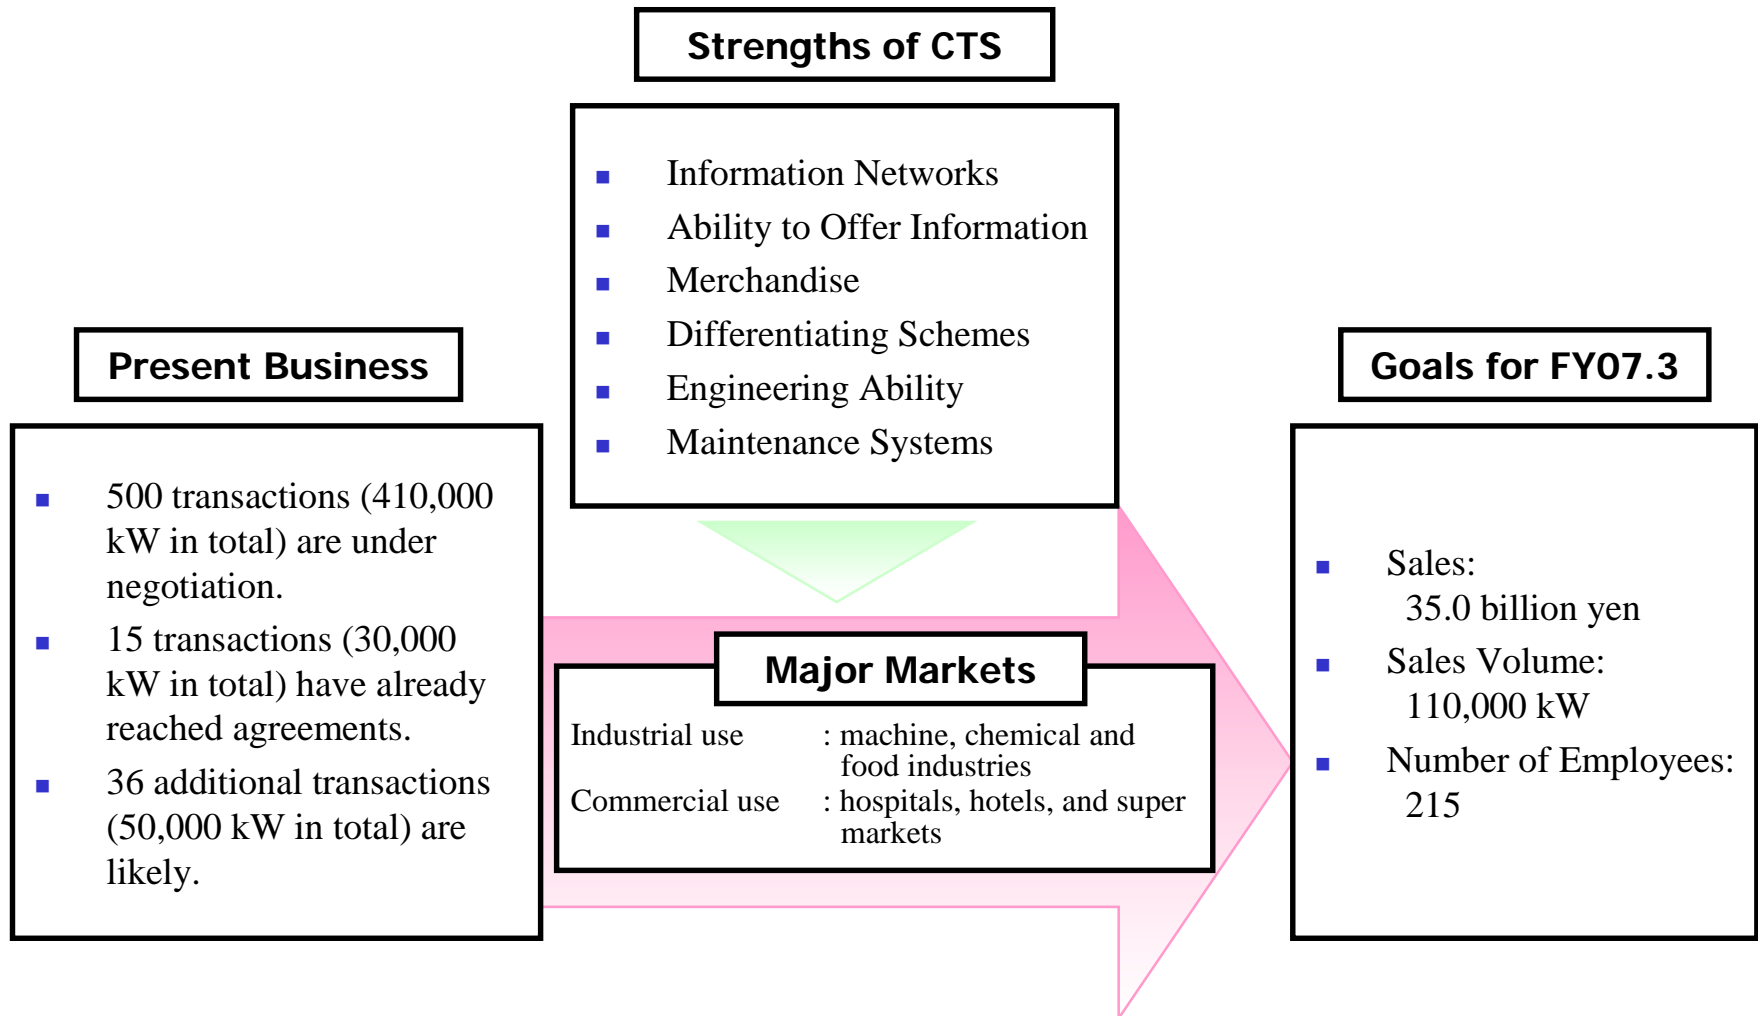 Strengths of CTS
■ Information Networks
■ Ability to Offer Information
■ Merchandise
■ Differentiating Schemes
■ Engineering Ability
■ Maintenance Systems
Present Business
■ 500 transactions (410,000
kW in total) are under
negotiation.
■ 15 transactions (30,000
kW in total) have already
reached agreements.
■ 36 additional transactions
(50,000 kW in total) are
likely.
Major Markets
Industrial use : machine, chemical and
food industries
Commercial use : hospitals, hotels, and super
markets
Goals for FY07.3
■ Sales:
35.0 billion yen
■ Sales Volume:
110,000 kW
■ Number of Employees:
215